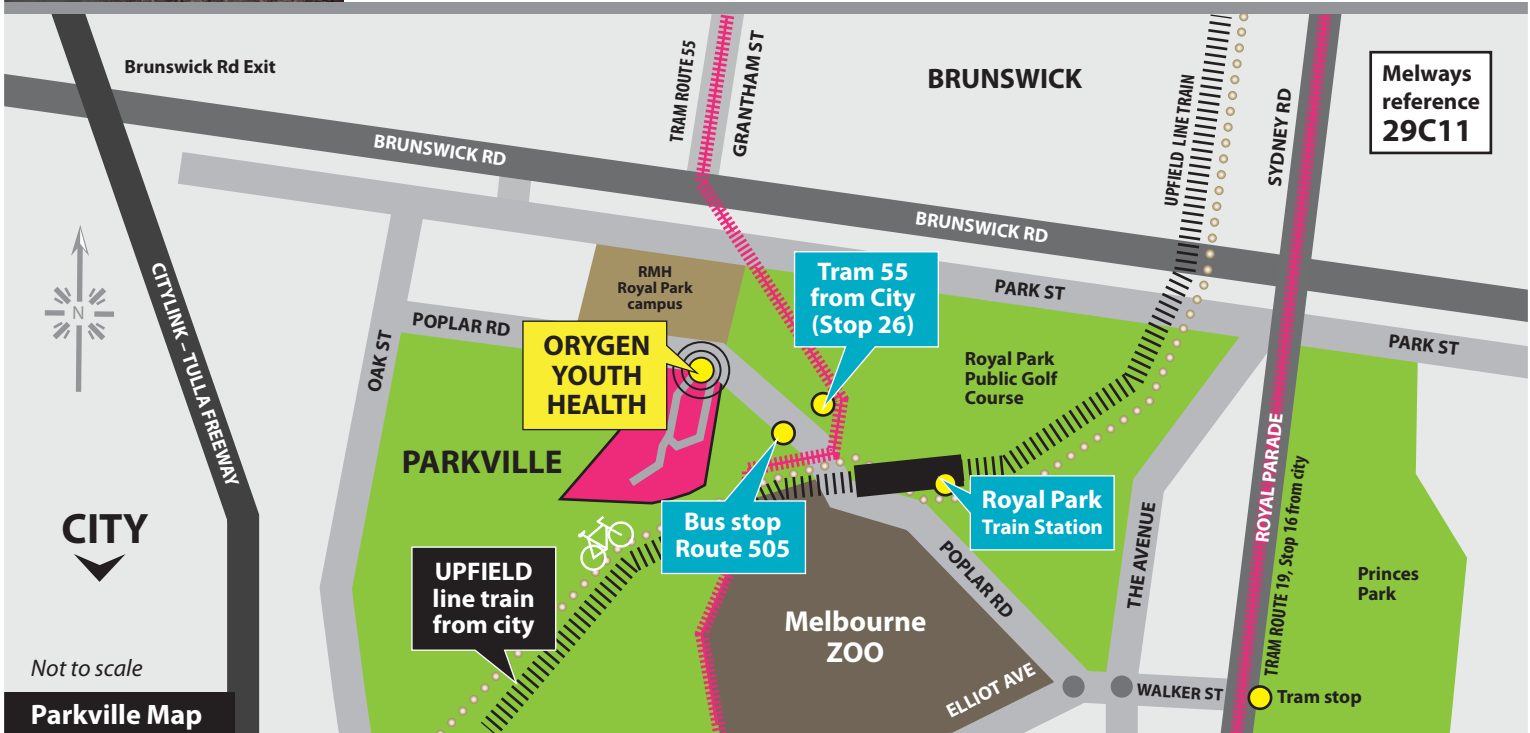 Brunswick Rd Exit
TRAM ROUTE 55
GRANTHAM ST
BRUNSWICK
UPFIELD LINE TRAIN
SYDNEY RD
Melways
reference
29C11
BRUNSWICK RD
BRUNSWICK RD
CITYLINK – TULLA FREEWAY
N
RMH
Royal Park
campus
Tram 55
from City
(Stop 26)
PARK ST
PARK ST
OAK ST
POPLAR RD
ORYGEN
YOUTH
HEALTH
Royal Park
Public Golf
Course
PARKVILLE
ROYAL PARADE
TRAM ROUTE 19, Stop 16 from city
CITY
Bus stop
Route 505
Royal Park
Train Station
UPFIELD
line train
from city
POPLAR RD
THE AVENUE
Princes
Park
Melbourne
ZOO
Not to scale
ELLIOT AVE
WALKER ST
Tram stop
Parkville Map